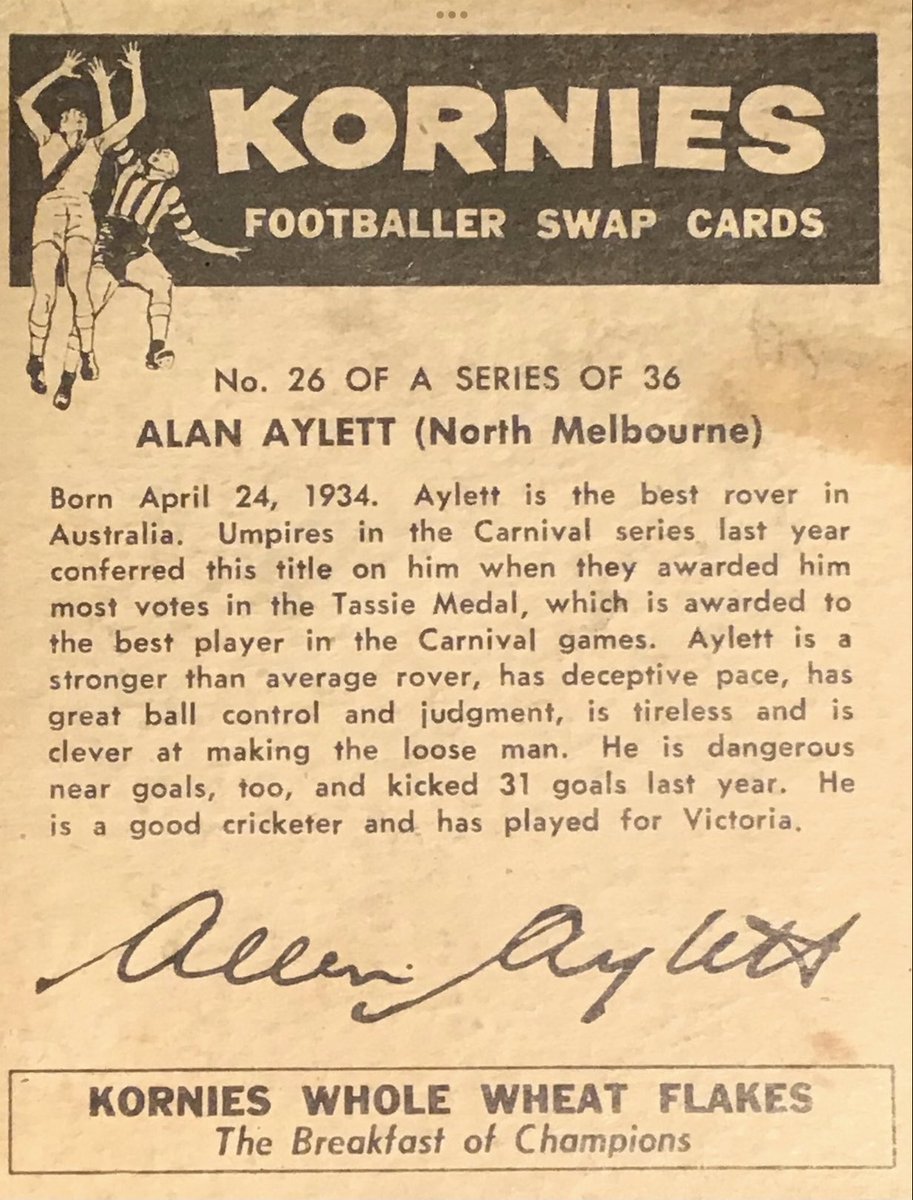 KORNIES
FOOTBALLER SWAP CARDS
No. 26 OF A SERIES OF 36
ALAN AYLETT (North Melbourne)
Born April 24, 1934. Aylett is the best rover in
Australia. Umpires in the Carnival series last year
conferred this title on him when they awarded him
most votes in the Tassie Medal, which is awarded to
the best player in the Carnival games. Aylett is a
stronger than average rover, has deceptive pace, has
great ball control and judgment, is tireless and is
clever at making the loose man. He is dangerous
near goals, too, and kicked 31 goals last year. He
is a good cricketer and has played for Victoria.
Allen Aylett
KORNIES WHOLE WHEAT FLAKES
The Breakfast of Champions